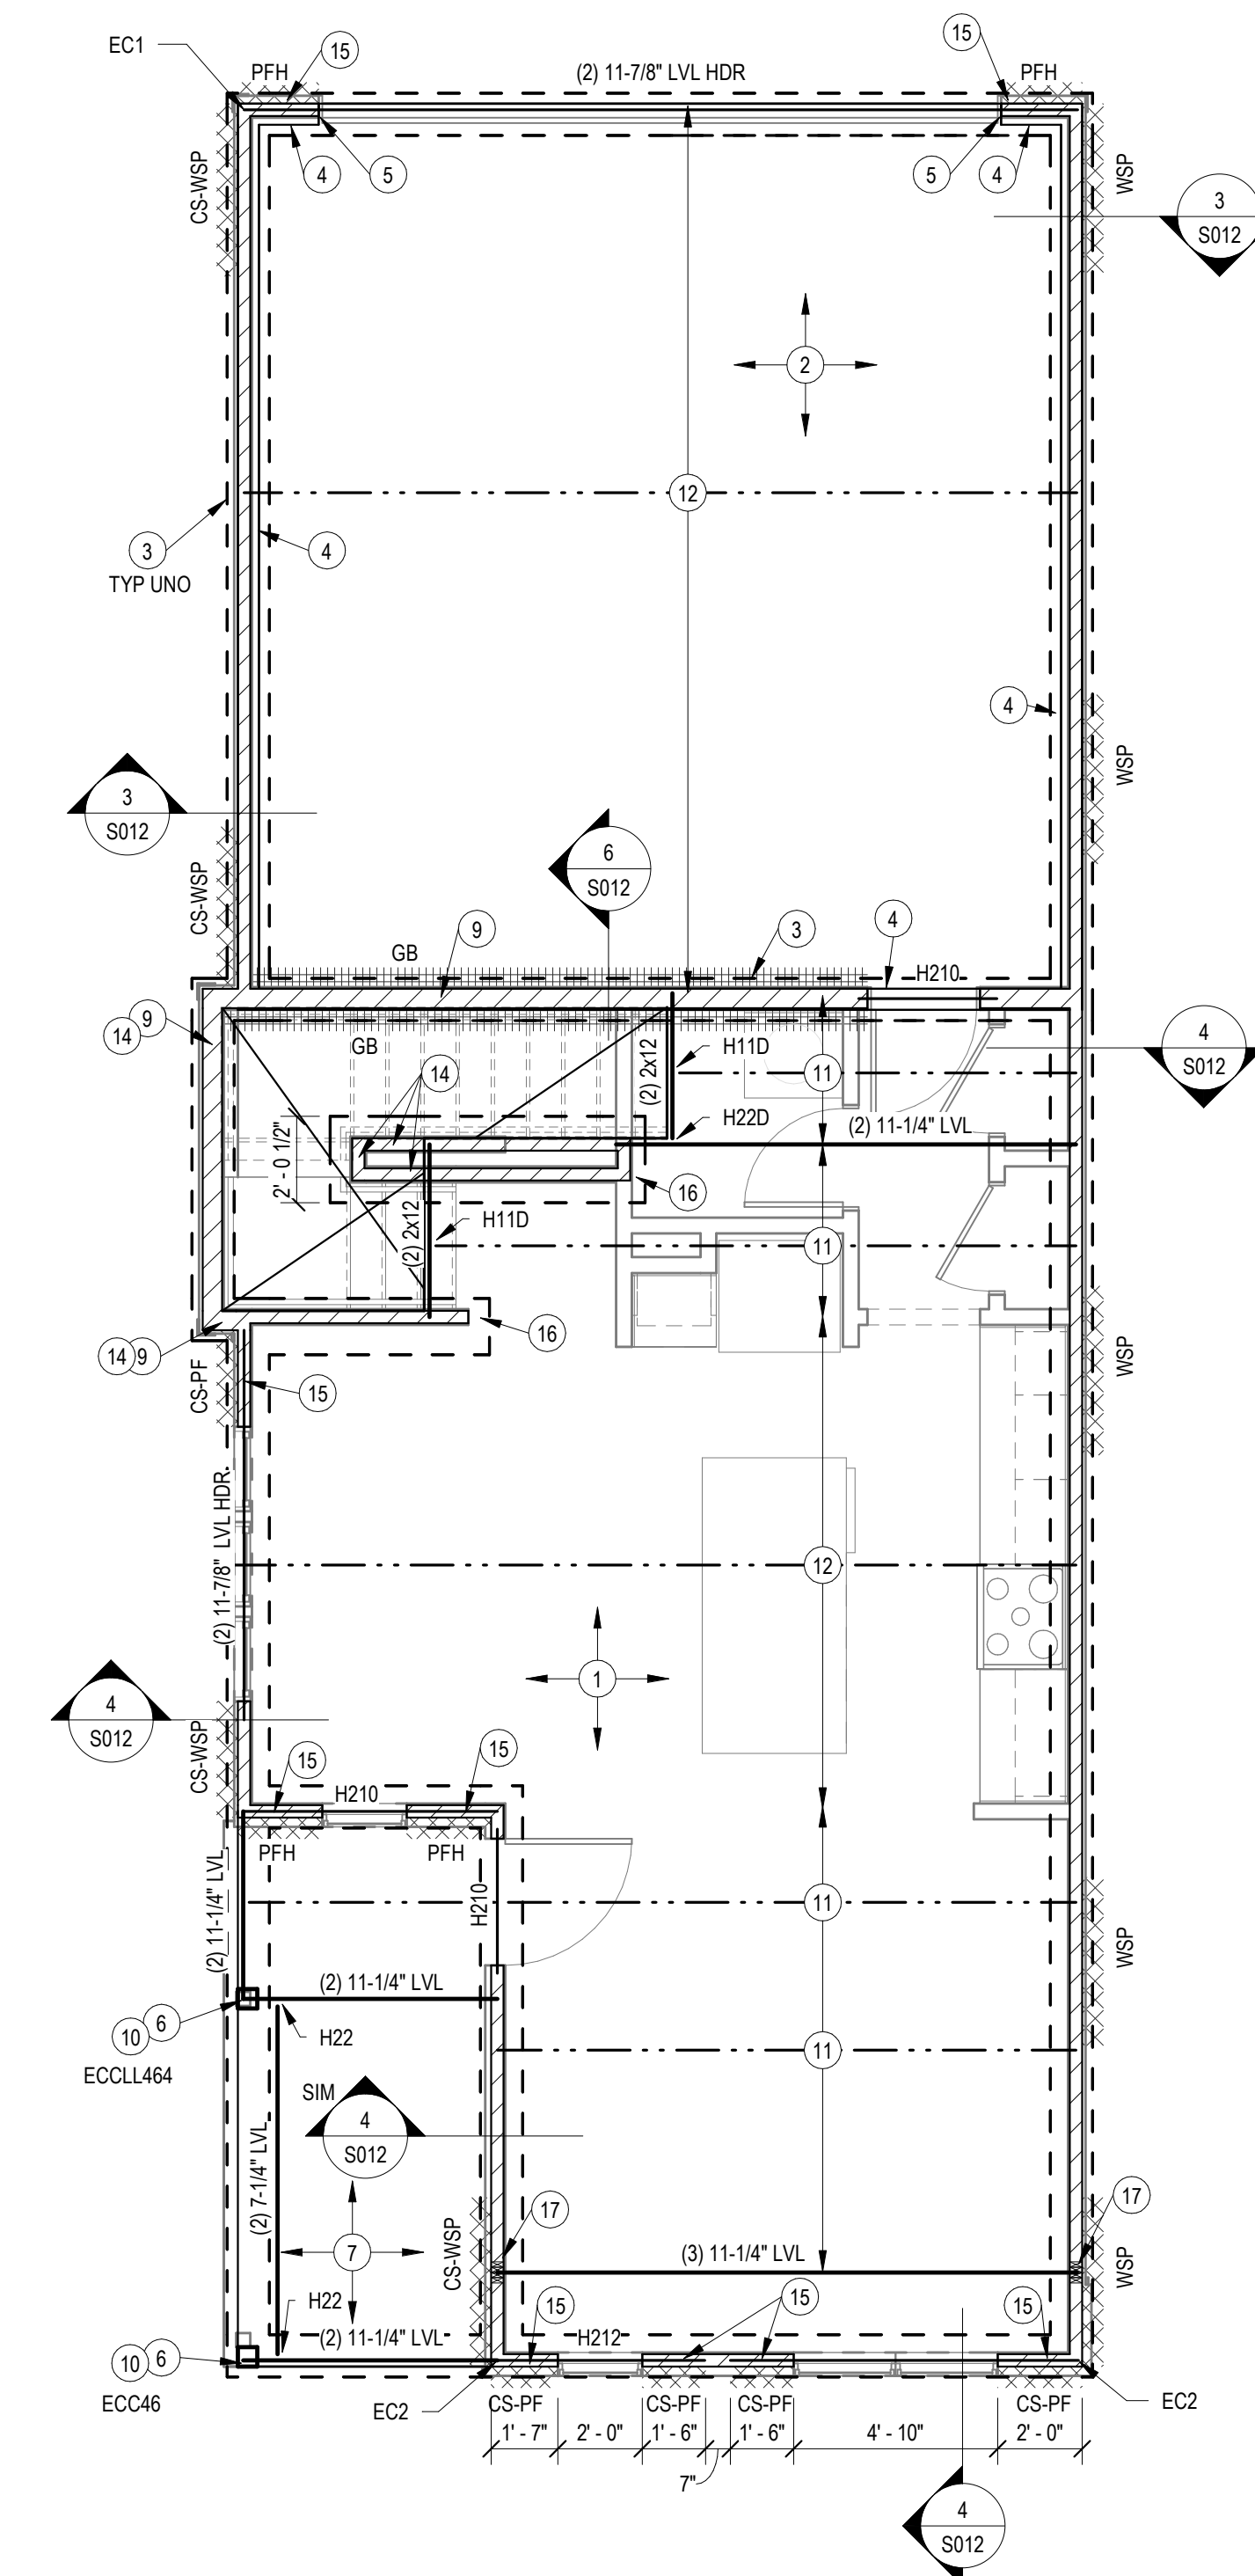 EC1
15
15
PFH
(2) 11-7/8" LVL HDR
PFH
4
5
5
4
CS-WSP
WSP
3
S012
2
12
3
TYP UNO
4
4
WSP
3
S012
6
S012
CS-WSP
9
3
4
GB
H210
14
9
GB
14
(2) 2x12
H11D
11
4
S012
H22D
(2) 11-1/4" LVL
2' - 0 1/2"
16
(2) 2x12
H11D
11
14
9
16
CS-PF
15
WSP
(2) 11-7/8" LVL HDR
12
1
4
S012
CS-WSP
15
15
H210
PFH
PFH
(2) 11-1/4" LVL
H210
11
WSP
(2) 11-1/4" LVL
10
6
H22
ECCLL464
11
SIM
4
S012
(2) 7-1/4" LVL
7
CS-WSP
17
17
(3) 11-1/4" LVL
WSP
H22
15
15
15
(2) 11-1/4" LVL
H212
10
6
ECC46
EC2
CS-PF
CS-PF
CS-PF
CS-PF
EC2
1' - 7"
2' - 0"
1' - 6"
1' - 6"
4' - 10"
2' - 0"
7"
4
S012